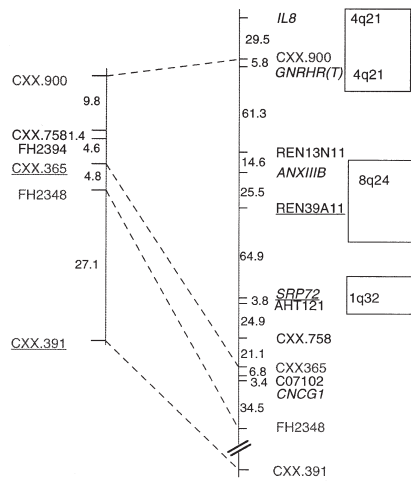 IL8
4q21
29.5
CXX.900
5.8
GNRHR(T)
4q21
CXX.900
9.8
61.3
CXX.758 1.4
4.6
FH2394
REN13N11
14.6
ANXIIIB
CXX.365
4.8
8q24
25.5
FH2348
REN39A11
27.1
64.9
SRP72
3.8
AHT121
1q32
24.9
CXX.758
CXX.391
21.1
CXX365
6.8
C07102
3.4
CNCG1
34.5
FH2348
CXX.391